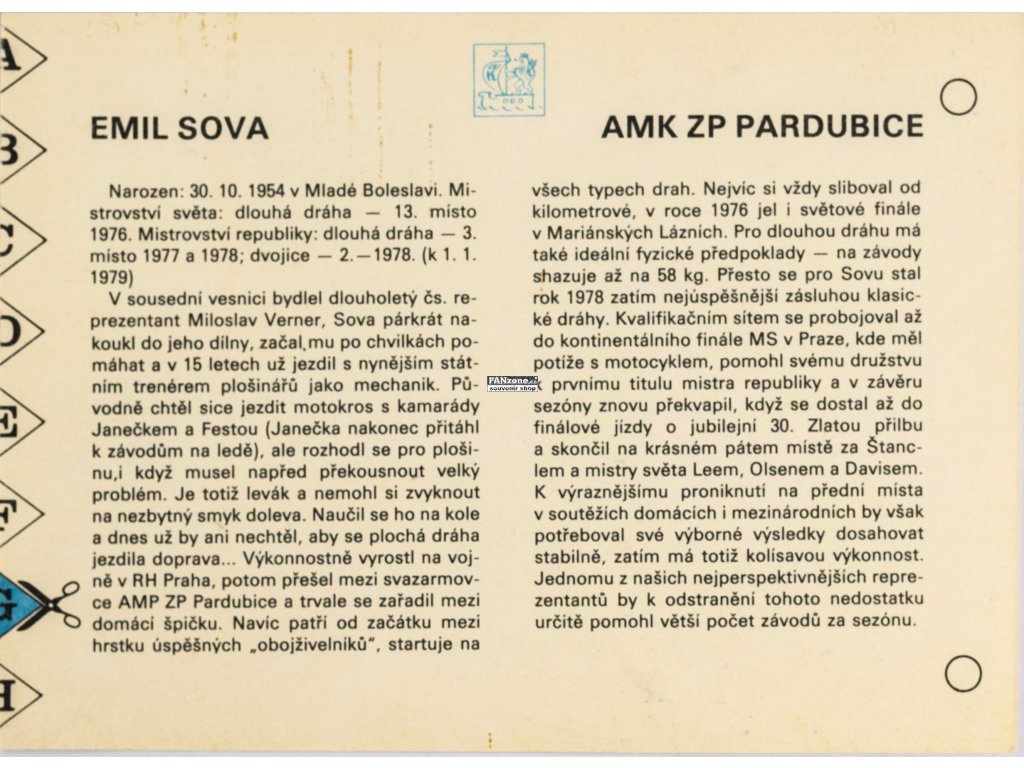 A
B
C
D
E
F
G
H
K
EMIL SOVA
Narozen: 30. 10. 1954 v Mladé Boleslavi. Mi-
strovství světa: dlouhá dráha — 13. místo
1976. Mistrovství republiky: dlouhá dráha — 3.
místo 1977 a 1978; dvojice — 2.—1978. (k 1. 1.
1979)
V sousední vesnici bydlel dlouholetý čs. re-
prezentant Miloslav Verner, Sova párkrát na-
koukl do jeho dílny, začal mu po chvilkách po-
máhat a v 15 letech už jezdil s nynějším stát-
ním trenérem plošinářů jako mechanik. Pů-
vodně chtěl sice jezdit motokros s kamarády
Janečkem a Festou (Janečka nakonec přitáhl
k závodům na ledě), ale rozhodl se pro ploši-
nu,i když musel napřed překousnout velký
problém. Je totiž levák a nemohl si zvyknout
na nezbytný smyk doleva. Naučil se ho na kole
a dnes už by ani nechtěl, aby se plochá dráha
jezdila doprava... Výkonnostně vyrostl na voj-
ně v RH Praha, potom přešel mezi svazarmov-
ce AMP ZP Pardubice a trvale se zařadil mezi
domácí špičku. Navíc patří od začátku mezi
hrstku úspěšných „obojživelníků“, startuje na
AMK ZP PARDUBICE
všech typech drah. Nejvíc si vždy sliboval od
kilometrové, v roce 1976 jel i světové finále
v Mariánských Lázních. Pro dlouhou dráhu má
také ideální fyzické předpoklady — na závody
shazuje až na 58 kg. Přesto se pro Sovu stal
rok 1978 zatím nejúspěšnější zásluhou klasic-
ké dráhy. Kvalifikačním sítem se probojoval až
do kontinentálního finále MS v Praze, kde měl
potíže s motocyklem, pomohl svému družstvu
k prvnímu titulu mistra republiky a v závěru
sezóny znovu překvapil, když se dostal až do
finálové jízdy o jubilejní 30. Zlatou přilbu
a skončil na krásném pátem místě za Štanc-
lem a mistry světa Leem, Olsenem a Davisem.
K výraznějšímu proniknutí na přední místa
v soutěžích domácích i mezinárodních by však
potřeboval své výborné výsledky dosahovat
stabilně, zatím má totiž kolísavou výkonnost.
Jednomu z našich nejperspektivnějších repre-
zentantů by k odstranění tohoto nedostatku
určitě pomohl větší počet závodů za sezónu.
FANzone.cz
souvenir shop